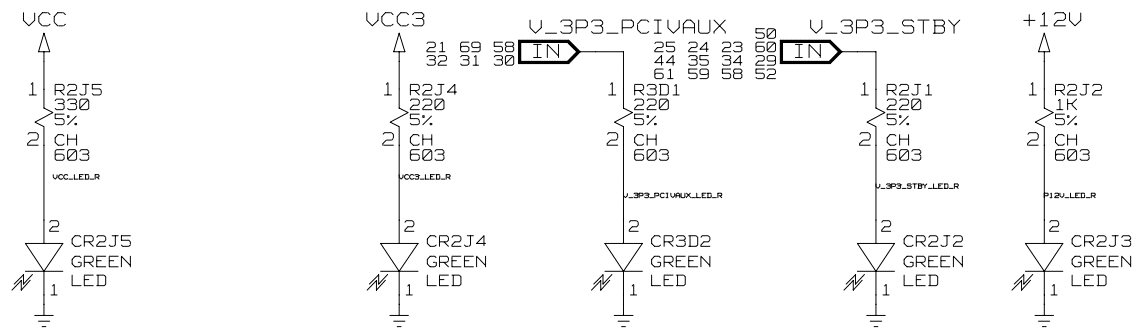 VCC
VCC3
V_3P3_PCIVAUX
V_3P3_STBY
+12V
21 69 58
32 31 30
IN
25 24 23
44 35 34
61 59 58
50
60
29
52
IN
1
R2J5
330
5%
2
CH
603
1
R2J4
220
5%
2
CH
603
1
R3D1
220
5%
2
CH
603
1
R2J1
220
5%
2
CH
603
1
R2J2
1K
5%
2
CH
603
VCC_LED_R
VCC3_LED_R
V_3P3_PCIVAUX_LED_R
V_3P3_STBY_LED_R
P12V_LED_R
2
CR2J5
GREEN
LED
1
2
CR2J4
GREEN
LED
1
2
CR3D2
GREEN
LED
1
2
CR2J2
GREEN
LED
1
2
CR2J3
GREEN
LED
1